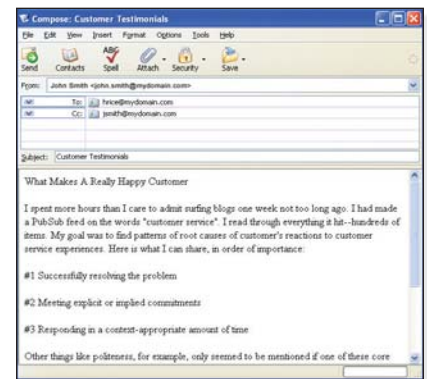 Compose: Customer Testimonials
File Edit View Insert Format Options Tools Help
Send Contacts Spell Attach Security Save
From: John Smith <john.smith@mydomain.com>
To: hrice@mydomain.com
Cc: jsmith@mydomain.com
Subject: Customer Testimonials
What Makes A Really Happy Customer
I spent more hours than I care to admit surfing blogs one week not too long ago. I had made
a PubSub feed on the words "customer service". I read through everything it hit--hundreds of
items. My goal was to find patterns of root causes of customer's reactions to customer
service experiences. Here is what I can share, in order of importance:
#1 Successfully resolving the problem
#2 Meeting explicit or implied commitments
#3 Responding in a context-appropriate amount of time
Other things like politeness, for example, only seemed to be mentioned if one of these core